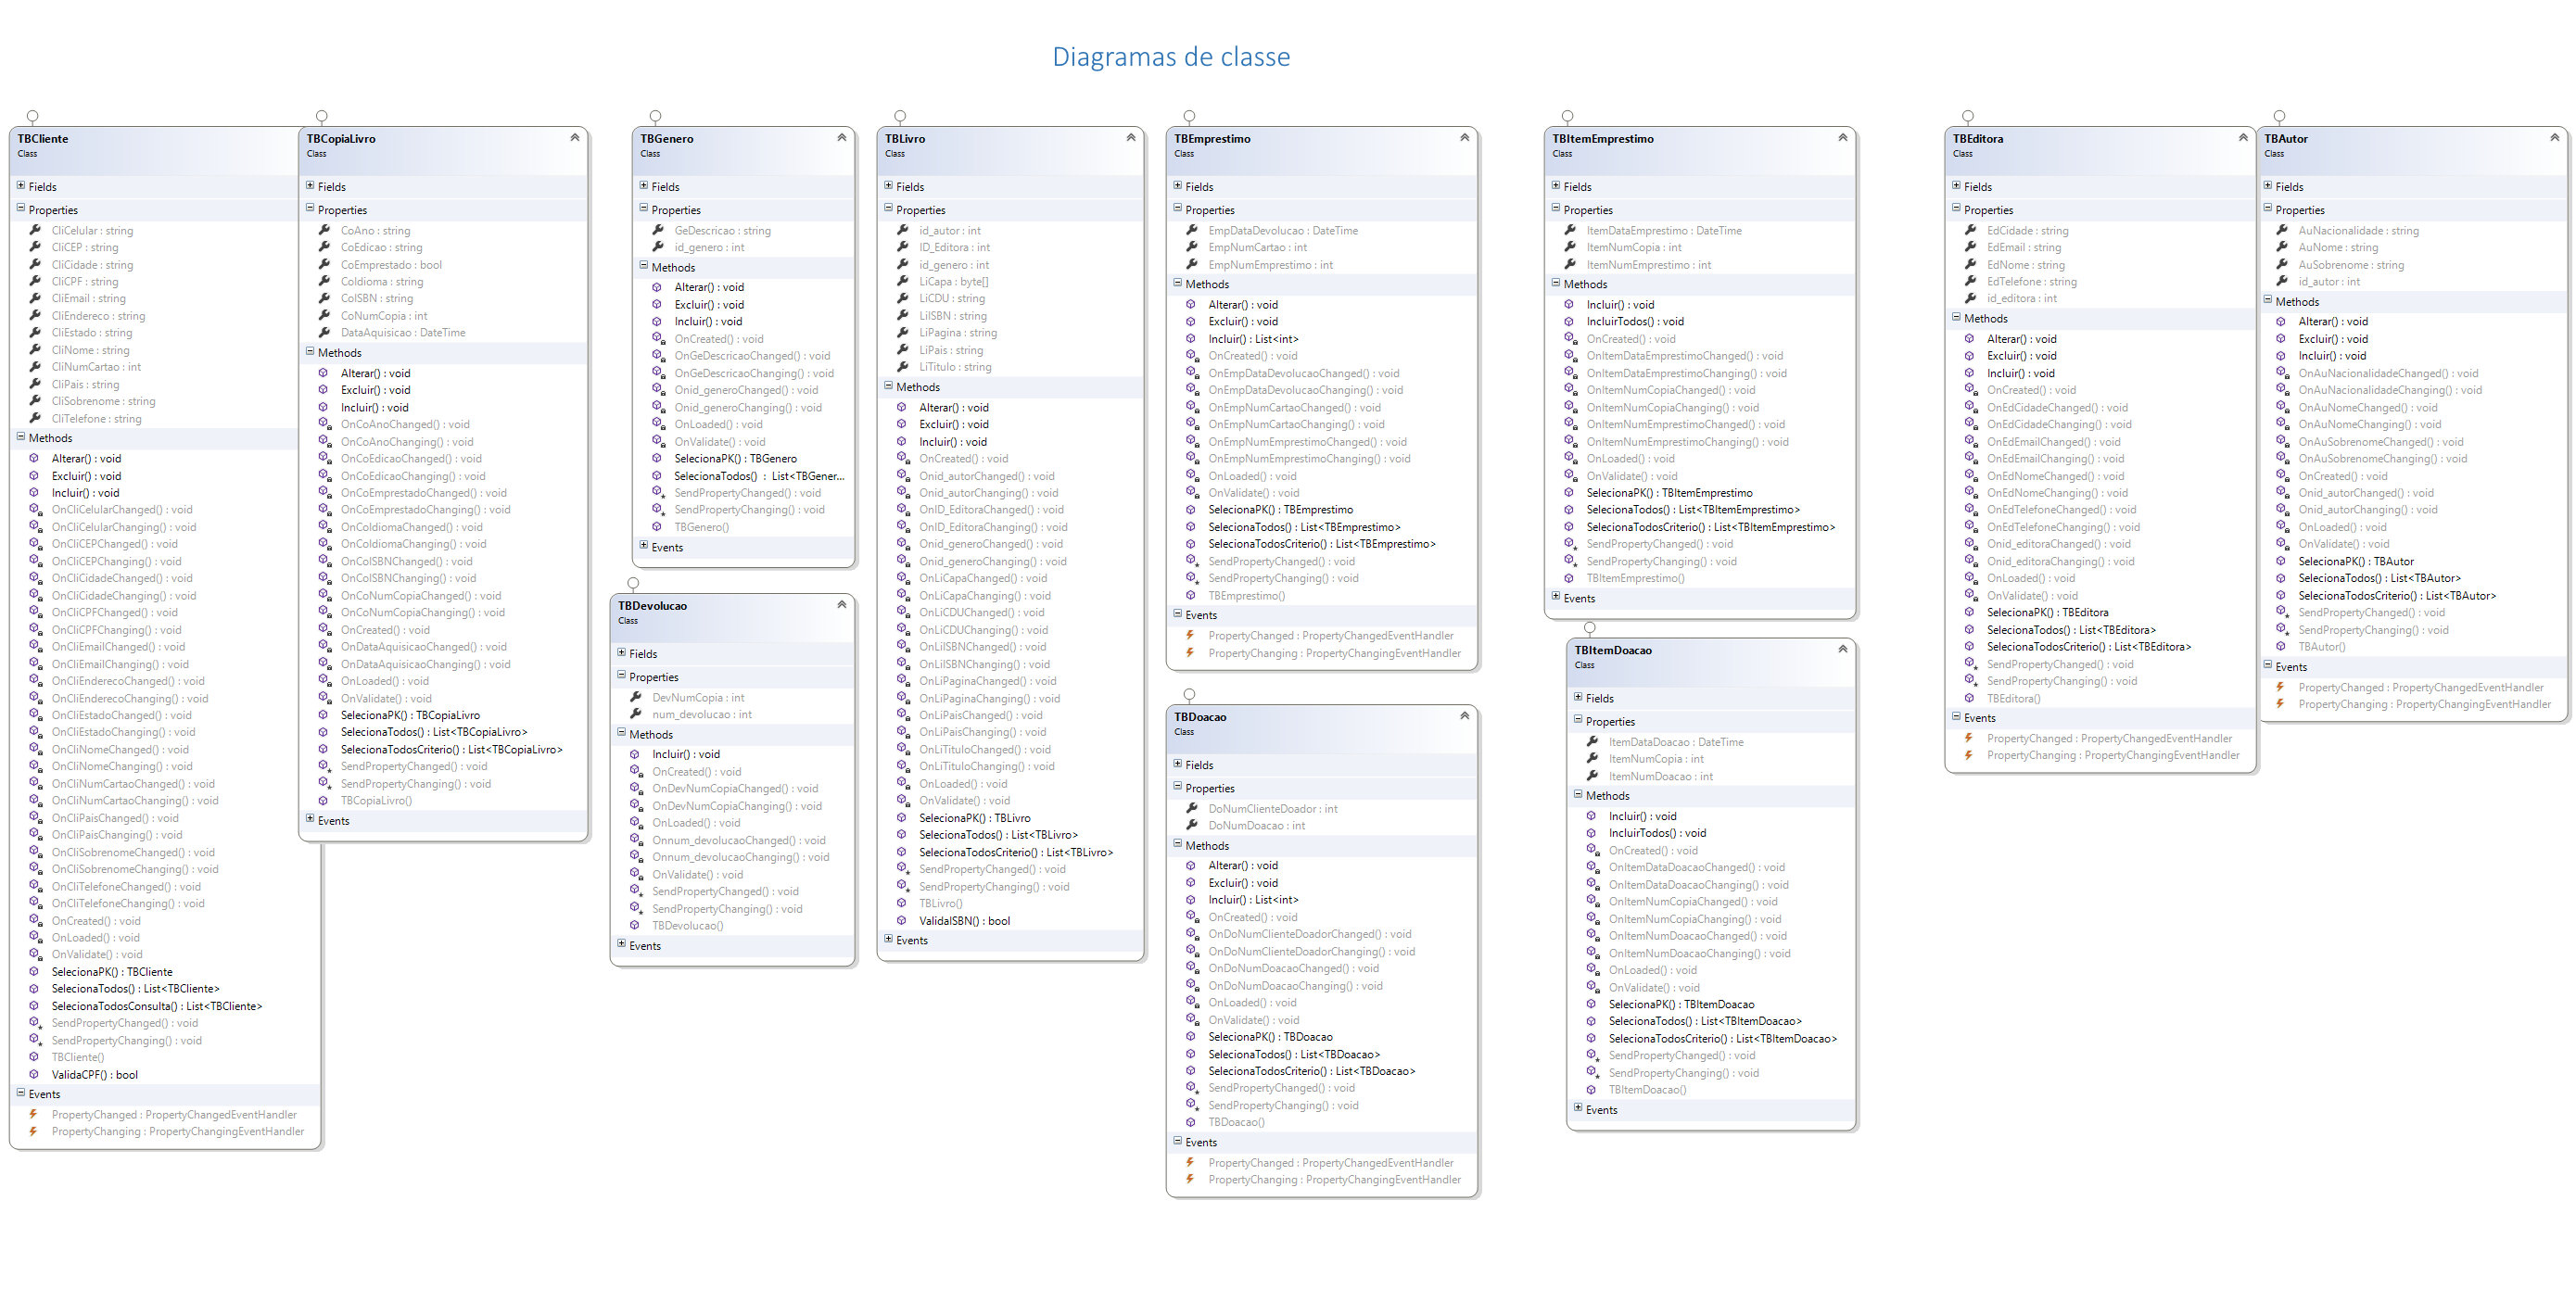 Diagramas de classe
TBCliente
Class
Fields
Properties
CliCelular : string
CliCEP : string
CliCidade : string
CliCPF : string
CliEmail : string
CliEndereco : string
CliEstado : string
CliNome : string
CliNumCartao : int
CliPais : string
CliSobrenome : string
CliTelefone : string
Methods
Alterar() : void
Excluir() : void
Incluir() : void
OnCliCelularChanged() : void
OnCliCelularChanging() : void
OnCliCEPChanged() : void
OnCliCEPChanging() : void
OnCliCidadeChanged() : void
OnCliCidadeChanging() : void
OnCliCPFChanged() : void
OnCliCPFChanging() : void
OnCliEmailChanged() : void
OnCliEmailChanging() : void
OnCliEnderecoChanged() : void
OnCliEnderecoChanging() : void
OnCliEstadoChanged() : void
OnCliEstadoChanging() : void
OnCliNomeChanged() : void
OnCliNomeChanging() : void
OnCliNumCartaoChanged() : void
OnCliNumCartaoChanging() : void
OnCliPaisChanged() : void
OnCliPaisChanging() : void
OnCliSobrenomeChanged() : void
OnCliSobrenomeChanging() : void
OnCliTelefoneChanged() : void
OnCliTelefoneChanging() : void
OnCreated() : void
OnLoaded() : void
OnValidate() : void
SelecionaPK() : TBCliente
SelecionaTodos() : List<TBCliente>
SelecionaTodosConsulta() : List<TBCliente>
SendPropertyChanged() : void
SendPropertyChanging() : void
TBCliente()
ValidaCPF() : bool
Events
PropertyChanged : PropertyChangedEventHandler
PropertyChanging : PropertyChangingEventHandler
TBCopiaLivro
Class
Fields
Properties
CoAno : string
CoEdicao : string
CoEmprestado : bool
CoIdioma : string
CoISBN : string
CoNumCopia : int
DataAquisicao : DateTime
Methods
Alterar() : void
Excluir() : void
Incluir() : void
OnCoAnoChanged() : void
OnCoAnoChanging() : void
OnCoEdicaoChanged() : void
OnCoEdicaoChanging() : void
OnCoEmprestadoChanged() : void
OnCoEmprestadoChanging() : void
OnCoIdiomaChanged() : void
OnCoIdiomaChanging() : void
OnCoISBNChanged() : void
OnCoISBNChanging() : void
OnCoNumCopiaChanged() : void
OnCoNumCopiaChanging() : void
OnCreated() : void
OnDataAquisicaoChanged() : void
OnDataAquisicaoChanging() : void
OnLoaded() : void
OnValidate() : void
SelecionaPK() : TBCopiaLivro
SelecionaTodos() : List<TBCopiaLivro>
SelecionaTodosCriterio() : List<TBCopiaLivro>
SendPropertyChanged() : void
SendPropertyChanging() : void
TBCopiaLivro()
Events
TBGenero
Class
Fields
Properties
GeDescricao : string
id_genero : int
Methods
Alterar() : void
Excluir() : void
Incluir() : void
OnCreated() : void
OnGeDescricaoChanged() : void
OnGeDescricaoChanging() : void
Onid_generoChanged() : void
Onid_generoChanging() : void
OnLoaded() : void
OnValidate() : void
SelecionaPK() : TBGenero
SelecionaTodos() : List<TBGener...
SendPropertyChanged() : void
SendPropertyChanging() : void
TBGenero()
Events
TBDevolucao
Class
Fields
Properties
DevNumCopia : int
num_devolucao : int
Methods
Incluir() : void
OnCreated() : void
OnDevNumCopiaChanged() : void
OnDevNumCopiaChanging() : void
OnLoaded() : void
Onnum_devolucaoChanged() : void
Onnum_devolucaoChanging() : void
OnValidate() : void
SendPropertyChanged() : void
SendPropertyChanging() : void
TBDevolucao()
Events
TBLivro
Class
Fields
Properties
id_autor : int
ID_Editora : int
id_genero : int
LiCapa : byte[]
LiCDU : string
LiISBN : string
LiPagina : string
LiPais : string
LiTitulo : string
Methods
Alterar() : void
Excluir() : void
Incluir() : void
OnCreated() : void
Onid_autorChanged() : void
Onid_autorChanging() : void
OnID_EditoraChanged() : void
OnID_EditoraChanging() : void
Onid_generoChanged() : void
Onid_generoChanging() : void
OnLiCapaChanged() : void
OnLiCapaChanging() : void
OnLiCDUChanged() : void
OnLiCDUChanging() : void
OnLiISBNChanged() : void
OnLiISBNChanging() : void
OnLiPaginaChanged() : void
OnLiPaginaChanging() : void
OnLiPaisChanged() : void
OnLiPaisChanging() : void
OnLiTituloChanged() : void
OnLiTituloChanging() : void
OnLoaded() : void
OnValidate() : void
SelecionaPK() : TBLivro
SelecionaTodos() : List<TBLivro>
SelecionaTodosCriterio() : List<TBLivro>
SendPropertyChanged() : void
SendPropertyChanging() : void
TBLivro()
ValidaISBN() : bool
Events
TBEmprestimo
Class
Fields
Properties
EmpDataDevolucao : DateTime
EmpNumCartao : int
EmpNumEmprestimo : int
Methods
Alterar() : void
Excluir() : void
Incluir() : List<int>
OnCreated() : void
OnEmpDataDevolucaoChanged() : void
OnEmpDataDevolucaoChanging() : void
OnEmpNumCartaoChanged() : void
OnEmpNumCartaoChanging() : void
OnEmpNumEmprestimoChanged() : void
OnEmpNumEmprestimoChanging() : void
OnLoaded() : void
OnValidate() : void
SelecionaPK() : TBEmprestimo
SelecionaTodos() : List<TBEmprestimo>
SelecionaTodosCriterio() : List<TBEmprestimo>
SendPropertyChanged() : void
SendPropertyChanging() : void
TBEmprestimo()
Events
PropertyChanged : PropertyChangedEventHandler
PropertyChanging : PropertyChangingEventHandler
TBDoacao
Class
Fields
Properties
DoNumClienteDoador : int
DoNumDoacao : int
Methods
Alterar() : void
Excluir() : void
Incluir() : List<int>
OnCreated() : void
OnDoNumClienteDoadorChanged() : void
OnDoNumClienteDoadorChanging() : void
OnDoNumDoacaoChanged() : void
OnDoNumDoacaoChanging() : void
OnLoaded() : void
OnValidate() : void
SelecionaPK() : TBDoacao
SelecionaTodos() : List<TBDoacao>
SelecionaTodosCriterio() : List<TBDoacao>
SendPropertyChanged() : void
SendPropertyChanging() : void
TBDoacao()
Events
PropertyChanged : PropertyChangedEventHandler
PropertyChanging : PropertyChangingEventHandler
TBItemEmprestimo
Class
Fields
Properties
ItemDataEmprestimo : DateTime
ItemNumCopia : int
ItemNumEmprestimo : int
Methods
Incluir() : void
IncluirTodos() : void
OnCreated() : void
OnItemDataEmprestimoChanged() : void
OnItemDataEmprestimoChanging() : void
OnItemNumCopiaChanged() : void
OnItemNumCopiaChanging() : void
OnItemNumEmprestimoChanged() : void
OnItemNumEmprestimoChanging() : void
OnLoaded() : void
OnValidate() : void
SelecionaPK() : TBItemEmprestimo
SelecionaTodos() : List<TBItemEmprestimo>
SelecionaTodosCriterio() : List<TBItemEmprestimo>
SendPropertyChanged() : void
SendPropertyChanging() : void
TBItemEmprestimo()
Events
TBItemDoacao
Class
Fields
Properties
ItemDataDoacao : DateTime
ItemNumCopia : int
ItemNumDoacao : int
Methods
Incluir() : void
IncluirTodos() : void
OnCreated() : void
OnItemDataDoacaoChanged() : void
OnItemDataDoacaoChanging() : void
OnItemNumCopiaChanged() : void
OnItemNumCopiaChanging() : void
OnItemNumDoacaoChanged() : void
OnItemNumDoacaoChanging() : void
OnLoaded() : void
OnValidate() : void
SelecionaPK() : TBItemDoacao
SelecionaTodos() : List<TBItemDoacao>
SelecionaTodosCriterio() : List<TBItemDoacao>
SendPropertyChanged() : void
SendPropertyChanging() : void
TBItemDoacao()
Events
TBEditora
Class
Fields
Properties
EdCidade : string
EdEmail : string
EdNome : string
EdTelefone : string
id_editora : int
Methods
Alterar() : void
Excluir() : void
Incluir() : void
OnCreated() : void
OnEdCidadeChanged() : void
OnEdCidadeChanging() : void
OnEdEmailChanged() : void
OnEdEmailChanging() : void
OnEdNomeChanged() : void
OnEdNomeChanging() : void
OnEdTelefoneChanged() : void
OnEdTelefoneChanging() : void
Onid_editoraChanged() : void
Onid_editoraChanging() : void
OnLoaded() : void
OnValidate() : void
SelecionaPK() : TBEditora
SelecionaTodos() : List<TBEditora>
SelecionaTodosCriterio() : List<TBEditora>
SendPropertyChanged() : void
SendPropertyChanging() : void
TBEditora()
Events
PropertyChanged : PropertyChangedEventHandler
PropertyChanging : PropertyChangingEventHandler
TBAutor
Class
Fields
Properties
AuNacionalidade : string
AuNome : string
AuSobrenome : string
id_autor : int
Methods
Alterar() : void
Excluir() : void
Incluir() : void
OnAuNacionalidadeChanged() : void
OnAuNacionalidadeChanging() : void
OnAuNomeChanged() : void
OnAuNomeChanging() : void
OnAuSobrenomeChanged() : void
OnAuSobrenomeChanging() : void
OnCreated() : void
Onid_autorChanged() : void
Onid_autorChanging() : void
OnLoaded() : void
OnValidate() : void
SelecionaPK() : TBAutor
SelecionaTodos() : List<TBAutor>
SelecionaTodosCriterio() : List<TBAutor>
SendPropertyChanged() : void
SendPropertyChanging() : void
TBAutor()
Events
PropertyChanged : PropertyChangedEventHandler
PropertyChanging : PropertyChangingEventHandler